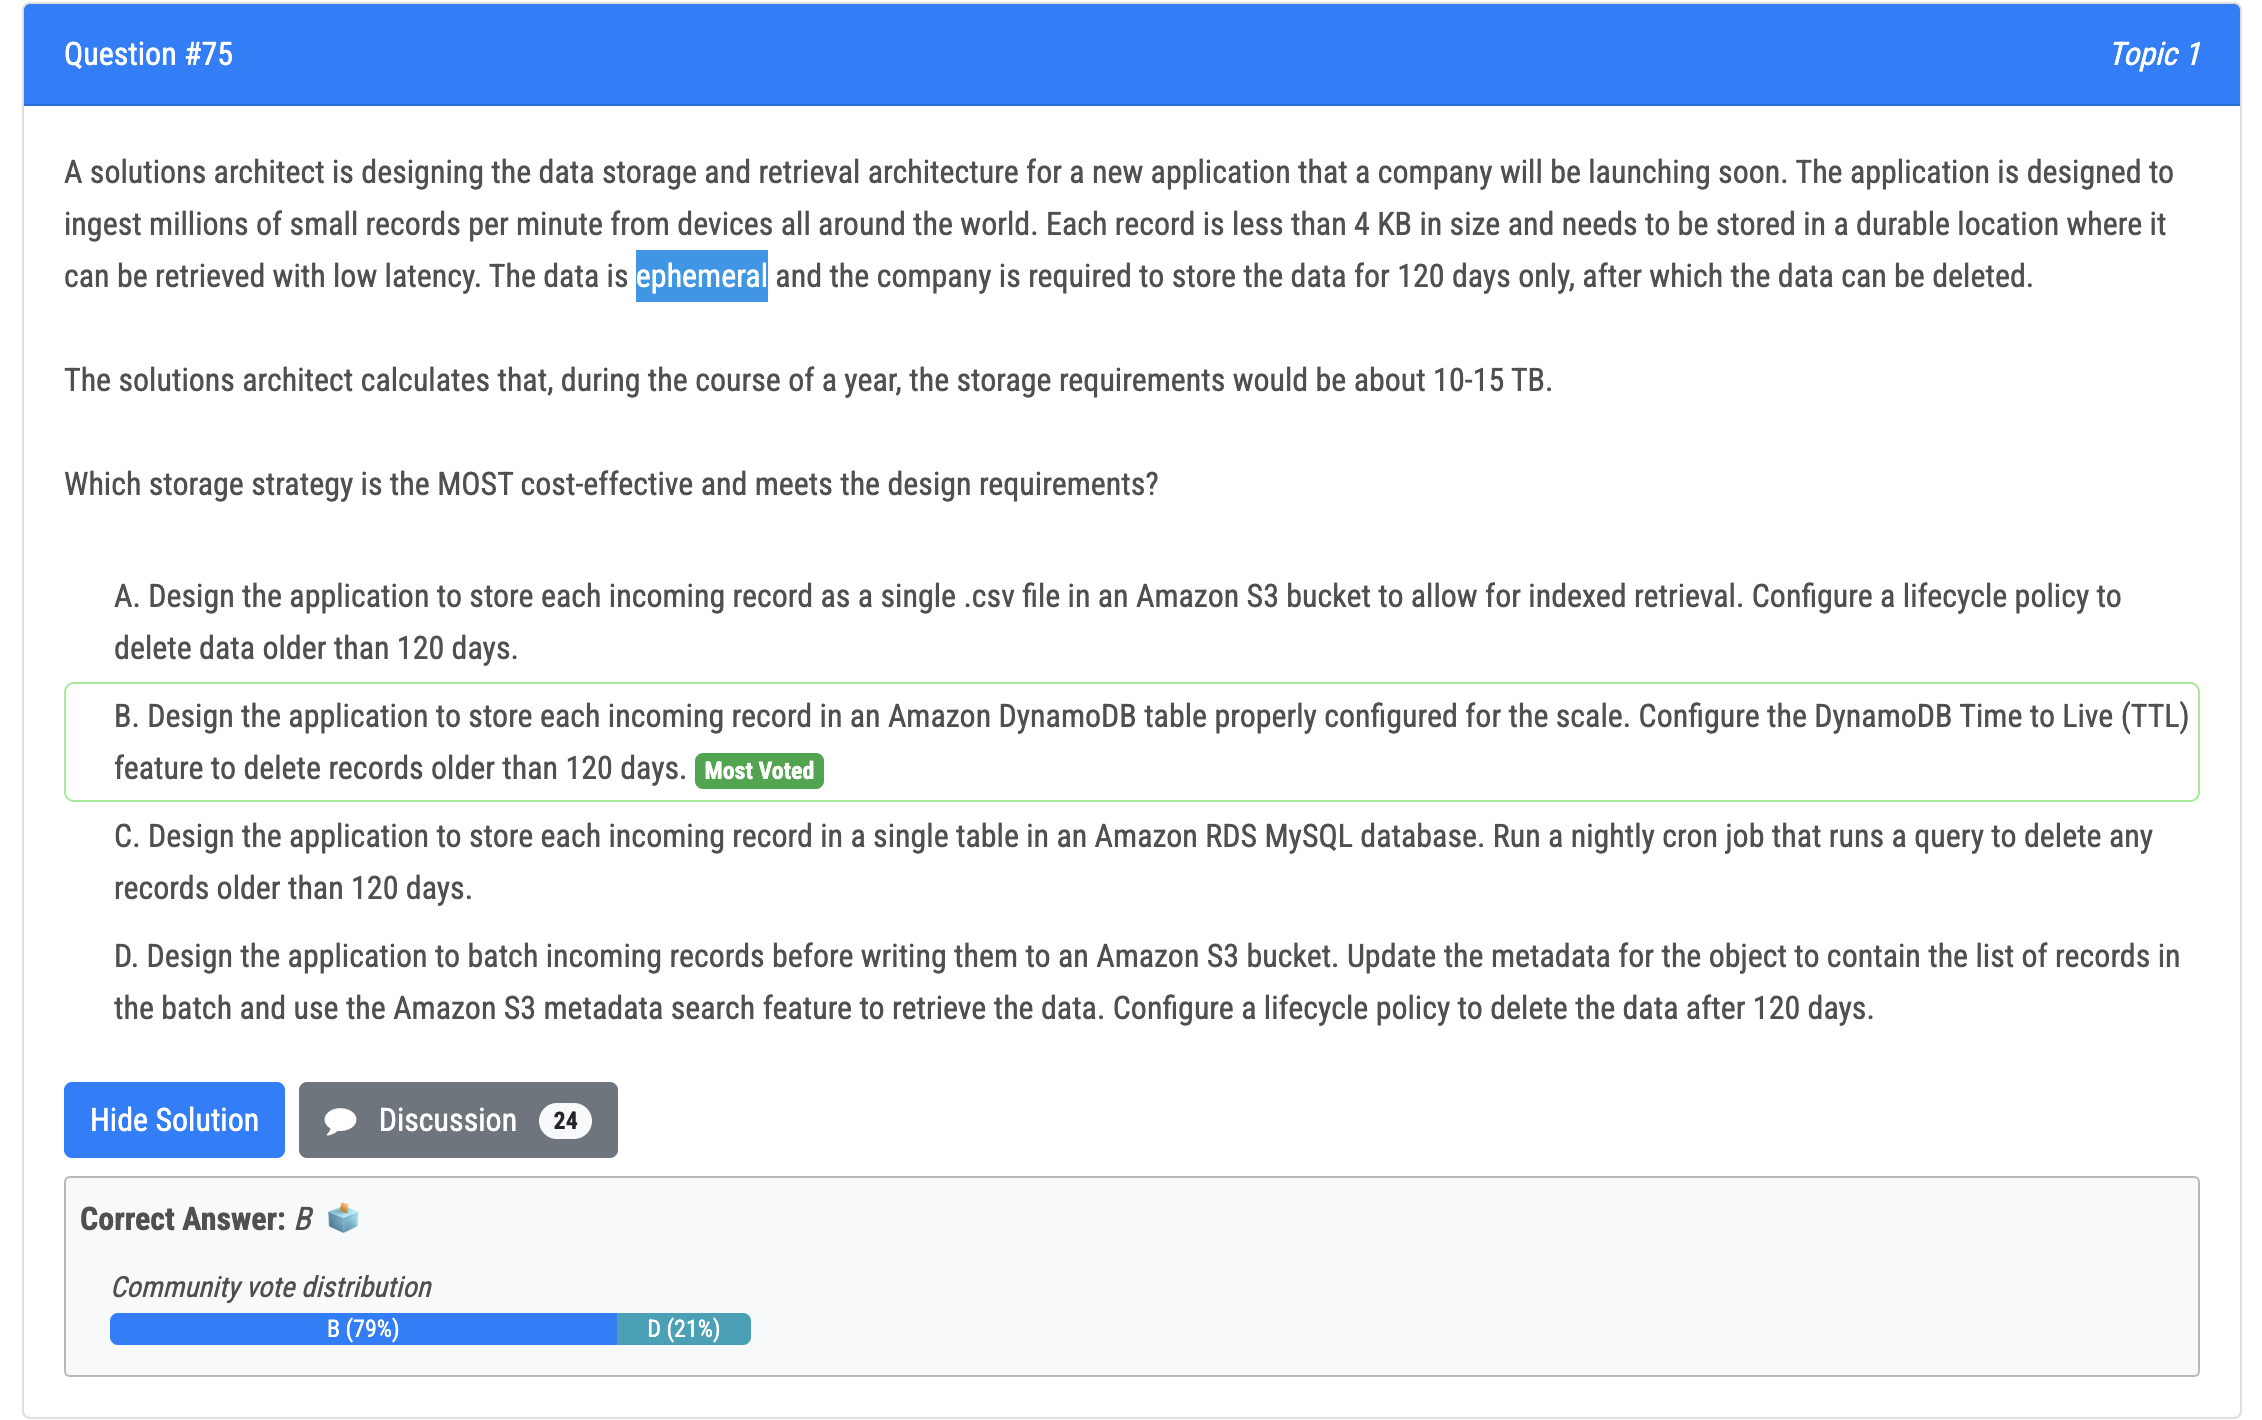 Question #75
Topic 1
A solutions architect is designing the data storage and retrieval architecture for a new application that a company will be launching soon. The application is designed to
ingest millions of small records per minute from devices all around the world. Each record is less than 4 KB in size and needs to be stored in a durable location where it
can be retrieved with low latency. The data is ephemeral and the company is required to store the data for 120 days only, after which the data can be deleted.
The solutions architect calculates that, during the course of a year, the storage requirements would be about 10-15 TB.
Which storage strategy is the MOST cost-effective and meets the design requirements?
A. Design the application to store each incoming record as a single .csv file in an Amazon S3 bucket to allow for indexed retrieval. Configure a lifecycle policy to
delete data older than 120 days.
B. Design the application to store each incoming record in an Amazon DynamoDB table properly configured for the scale. Configure the DynamoDB Time to Live (TTL)
feature to delete records older than 120 days. Most Voted
C. Design the application to store each incoming record in a single table in an Amazon RDS MySQL database. Run a nightly cron job that runs a query to delete any
records older than 120 days.
D. Design the application to batch incoming records before writing them to an Amazon S3 bucket. Update the metadata for the object to contain the list of records in
the batch and use the Amazon S3 metadata search feature to retrieve the data. Configure a lifecycle policy to delete the data after 120 days.
Hide Solution
Discussion 24
Correct Answer: B
Community vote distribution
B (79%)
D (21%)